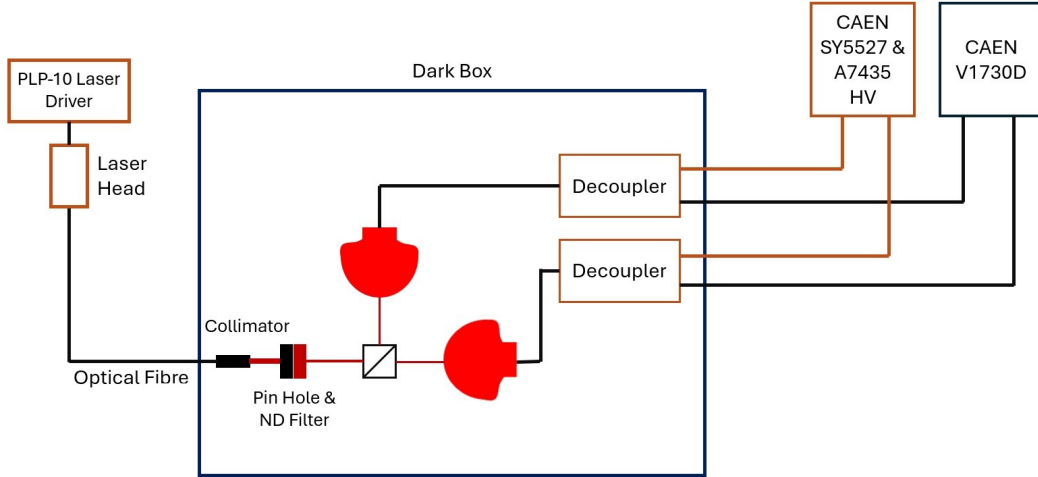 CAEN
SY5527 &
A7435
HV
CAEN
V1730D
PLP-10 Laser
Driver
Dark Box
Laser
Head
Decoupler
Decoupler
Collimator
Optical Fibre
Pin Hole &
ND Filter